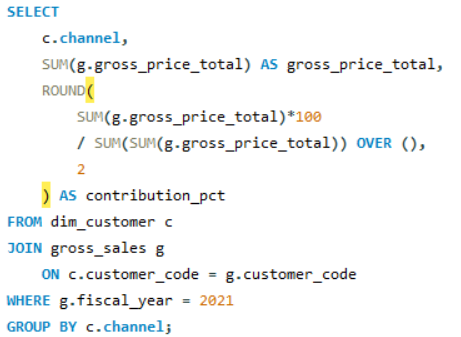 SELECT
    c.channel,
    SUM(g.gross_price_total) AS gross_price_total,
    ROUND(
        SUM(g.gross_price_total)*100
        / SUM(SUM(g.gross_price_total)) OVER (),
        2
    ) AS contribution_pct
FROM dim_customer c
JOIN gross_sales g
    ON c.customer_code = g.customer_code
WHERE g.fiscal_year = 2021
GROUP BY c.channel;